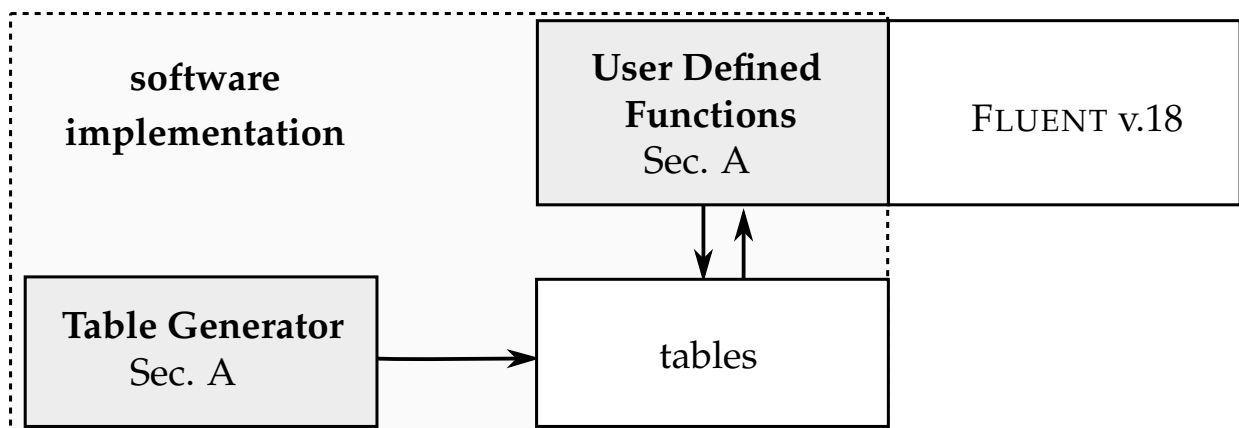 software
implementation
User Defined
Functions
Sec. A
FLUENT v.18
Table Generator
Sec. A
tables